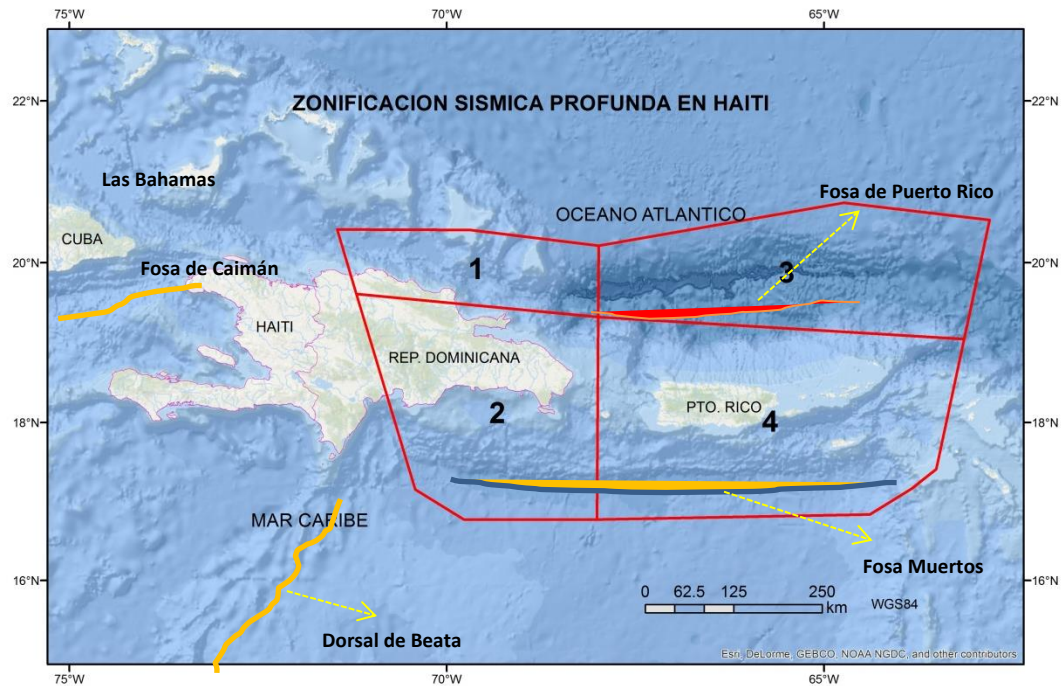 75°W 70°W 65°W
22°N 22°N
ZONIFICACION SISMICA PROFUNDA EN HAITI
Las Bahamas
Fosa de Puerto Rico
OCEANO ATLANTICO
CUBA
20°N 20°N
1
3
Fosa de Caimán
HAITI
REP. DOMINICANA
PTO. RICO
2
4
18°N 18°N
MAR CARIBE
Fosa Muertos
16°N 16°N
0 62.5 125 250
km
WGS84
Dorsal de Beata
Esri, DeLorme, GEBCO, NOAA NGDC, and other contributors
75°W 70°W 65°W